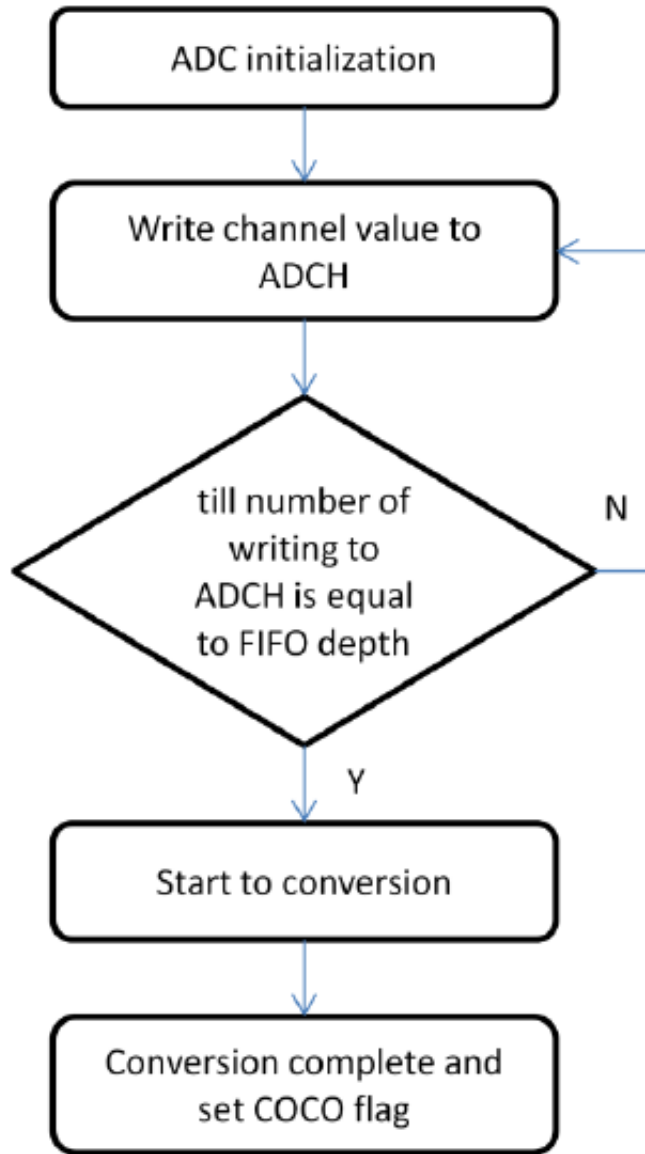 ADC initialization
Write channel value to
ADCH
till number of
writing to
ADCH is equal
to FIFO depth
N
Y
Start to conversion
Conversion complete and
set COCO flag